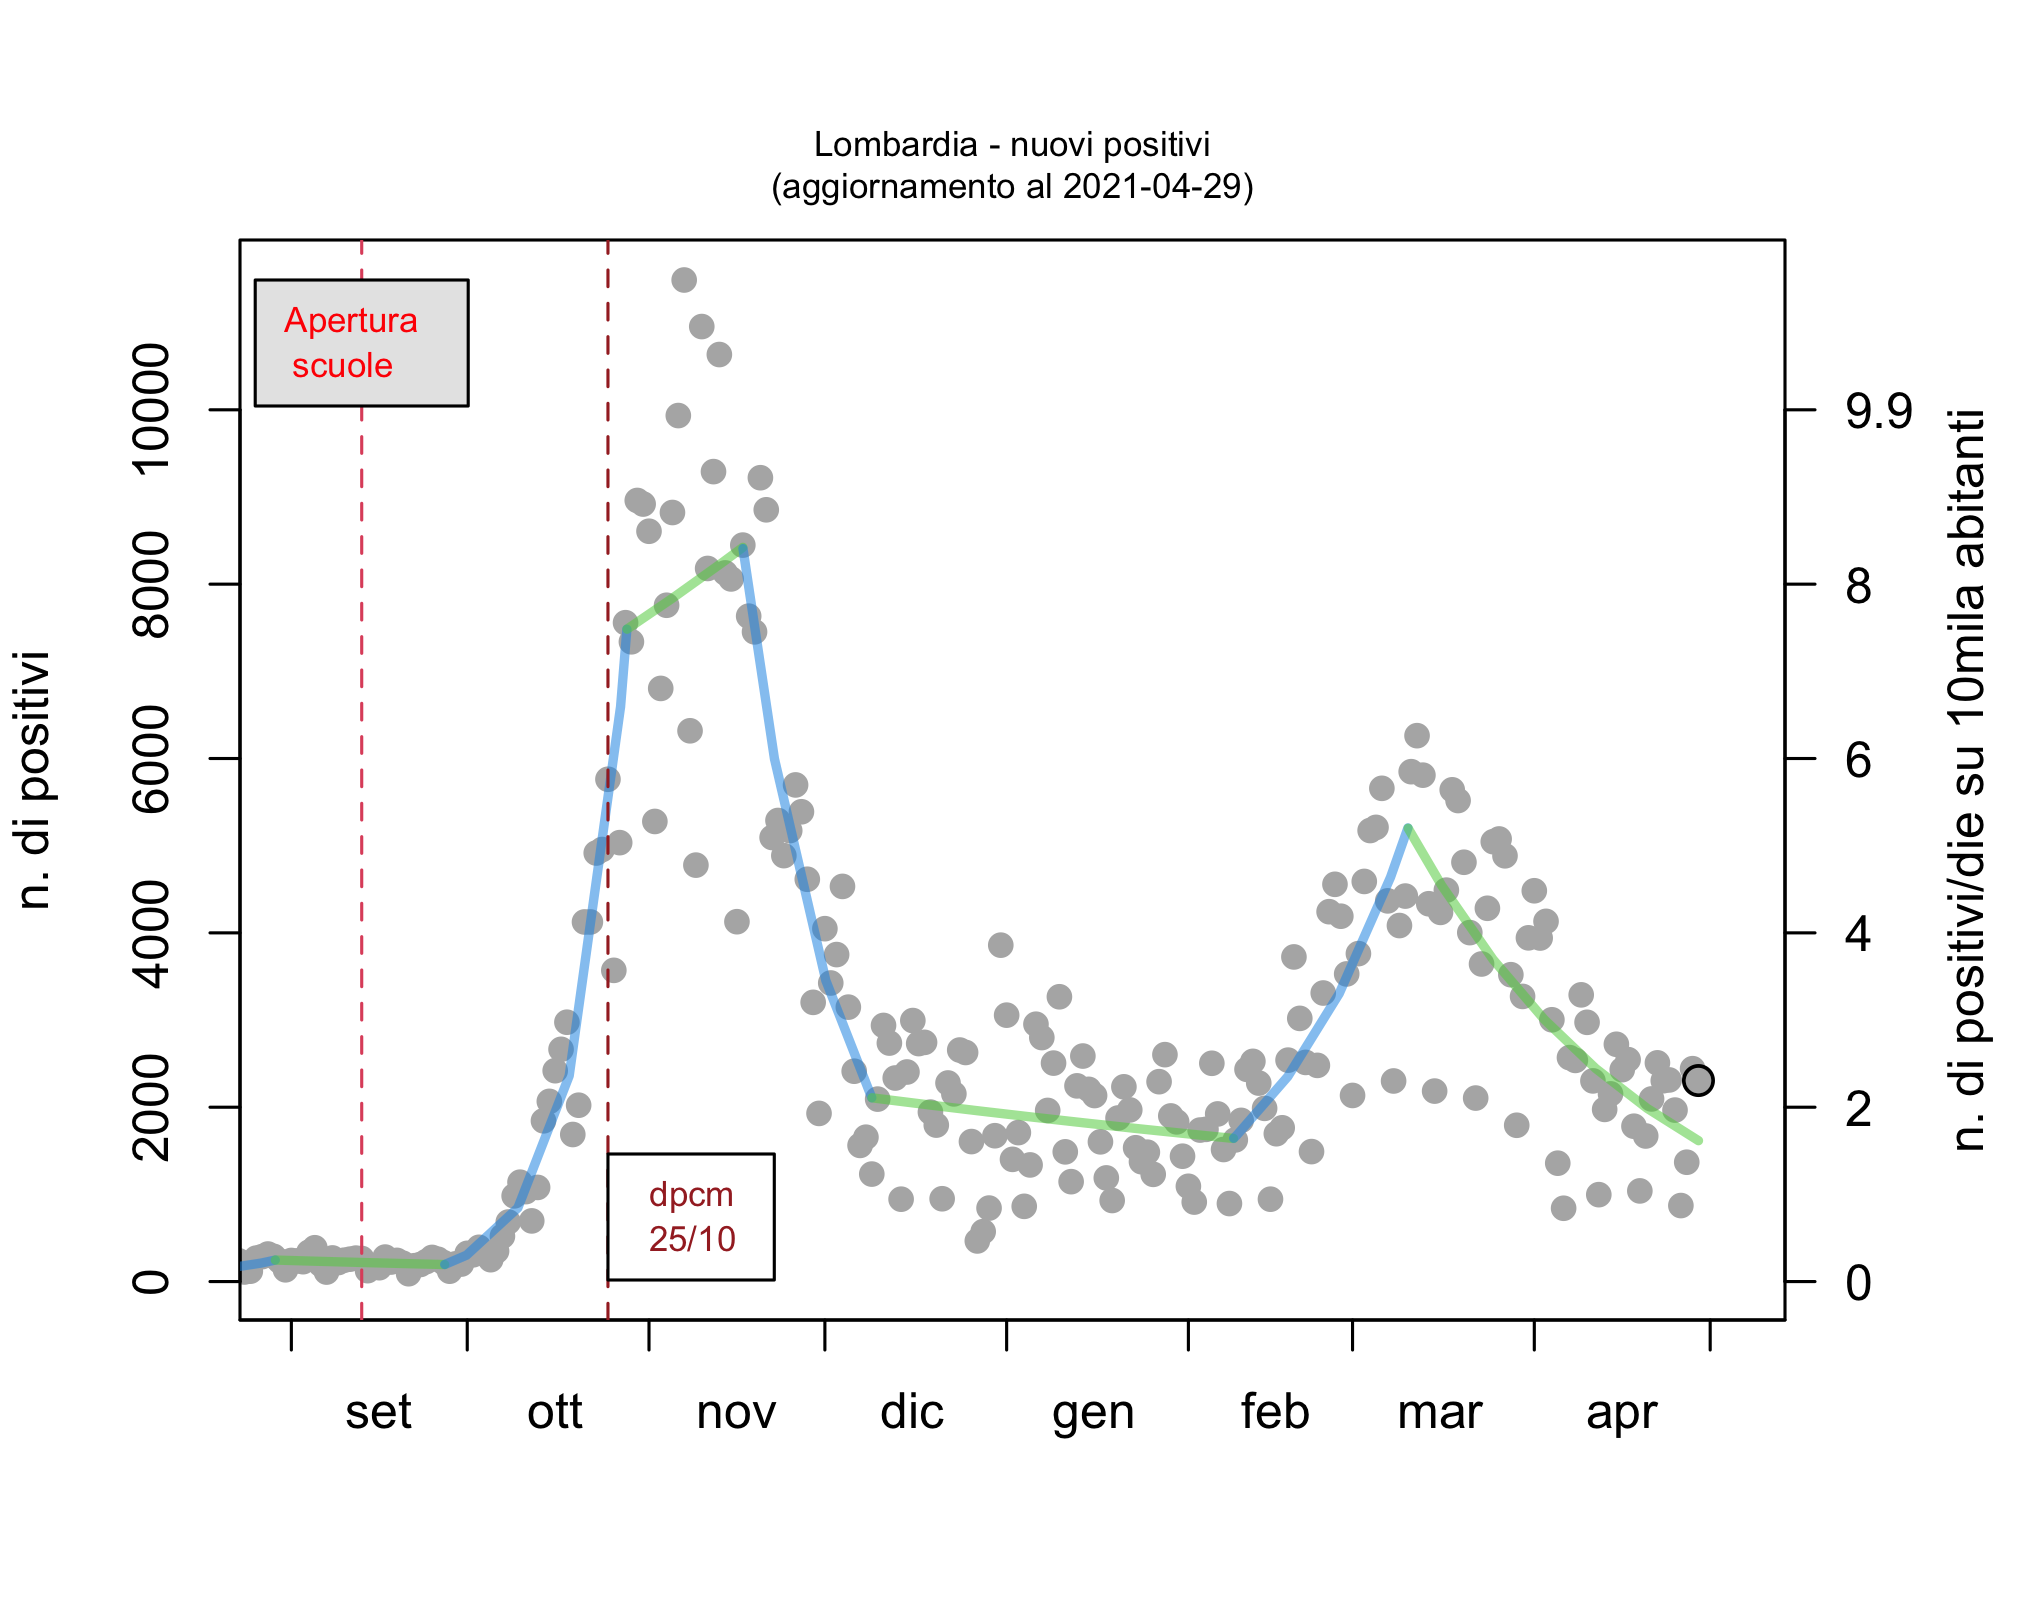 Lombardia - nuovi positivi
(aggiornamento al 2021-04-29)
Apertura
scuole
dpcm
25/10
n. di positivi
0
2000
4000
6000
8000
10000
n. di positivi/die su 10mila abitanti
0
2
4
6
8
9.9
set
ott
nov
dic
gen
feb
mar
apr